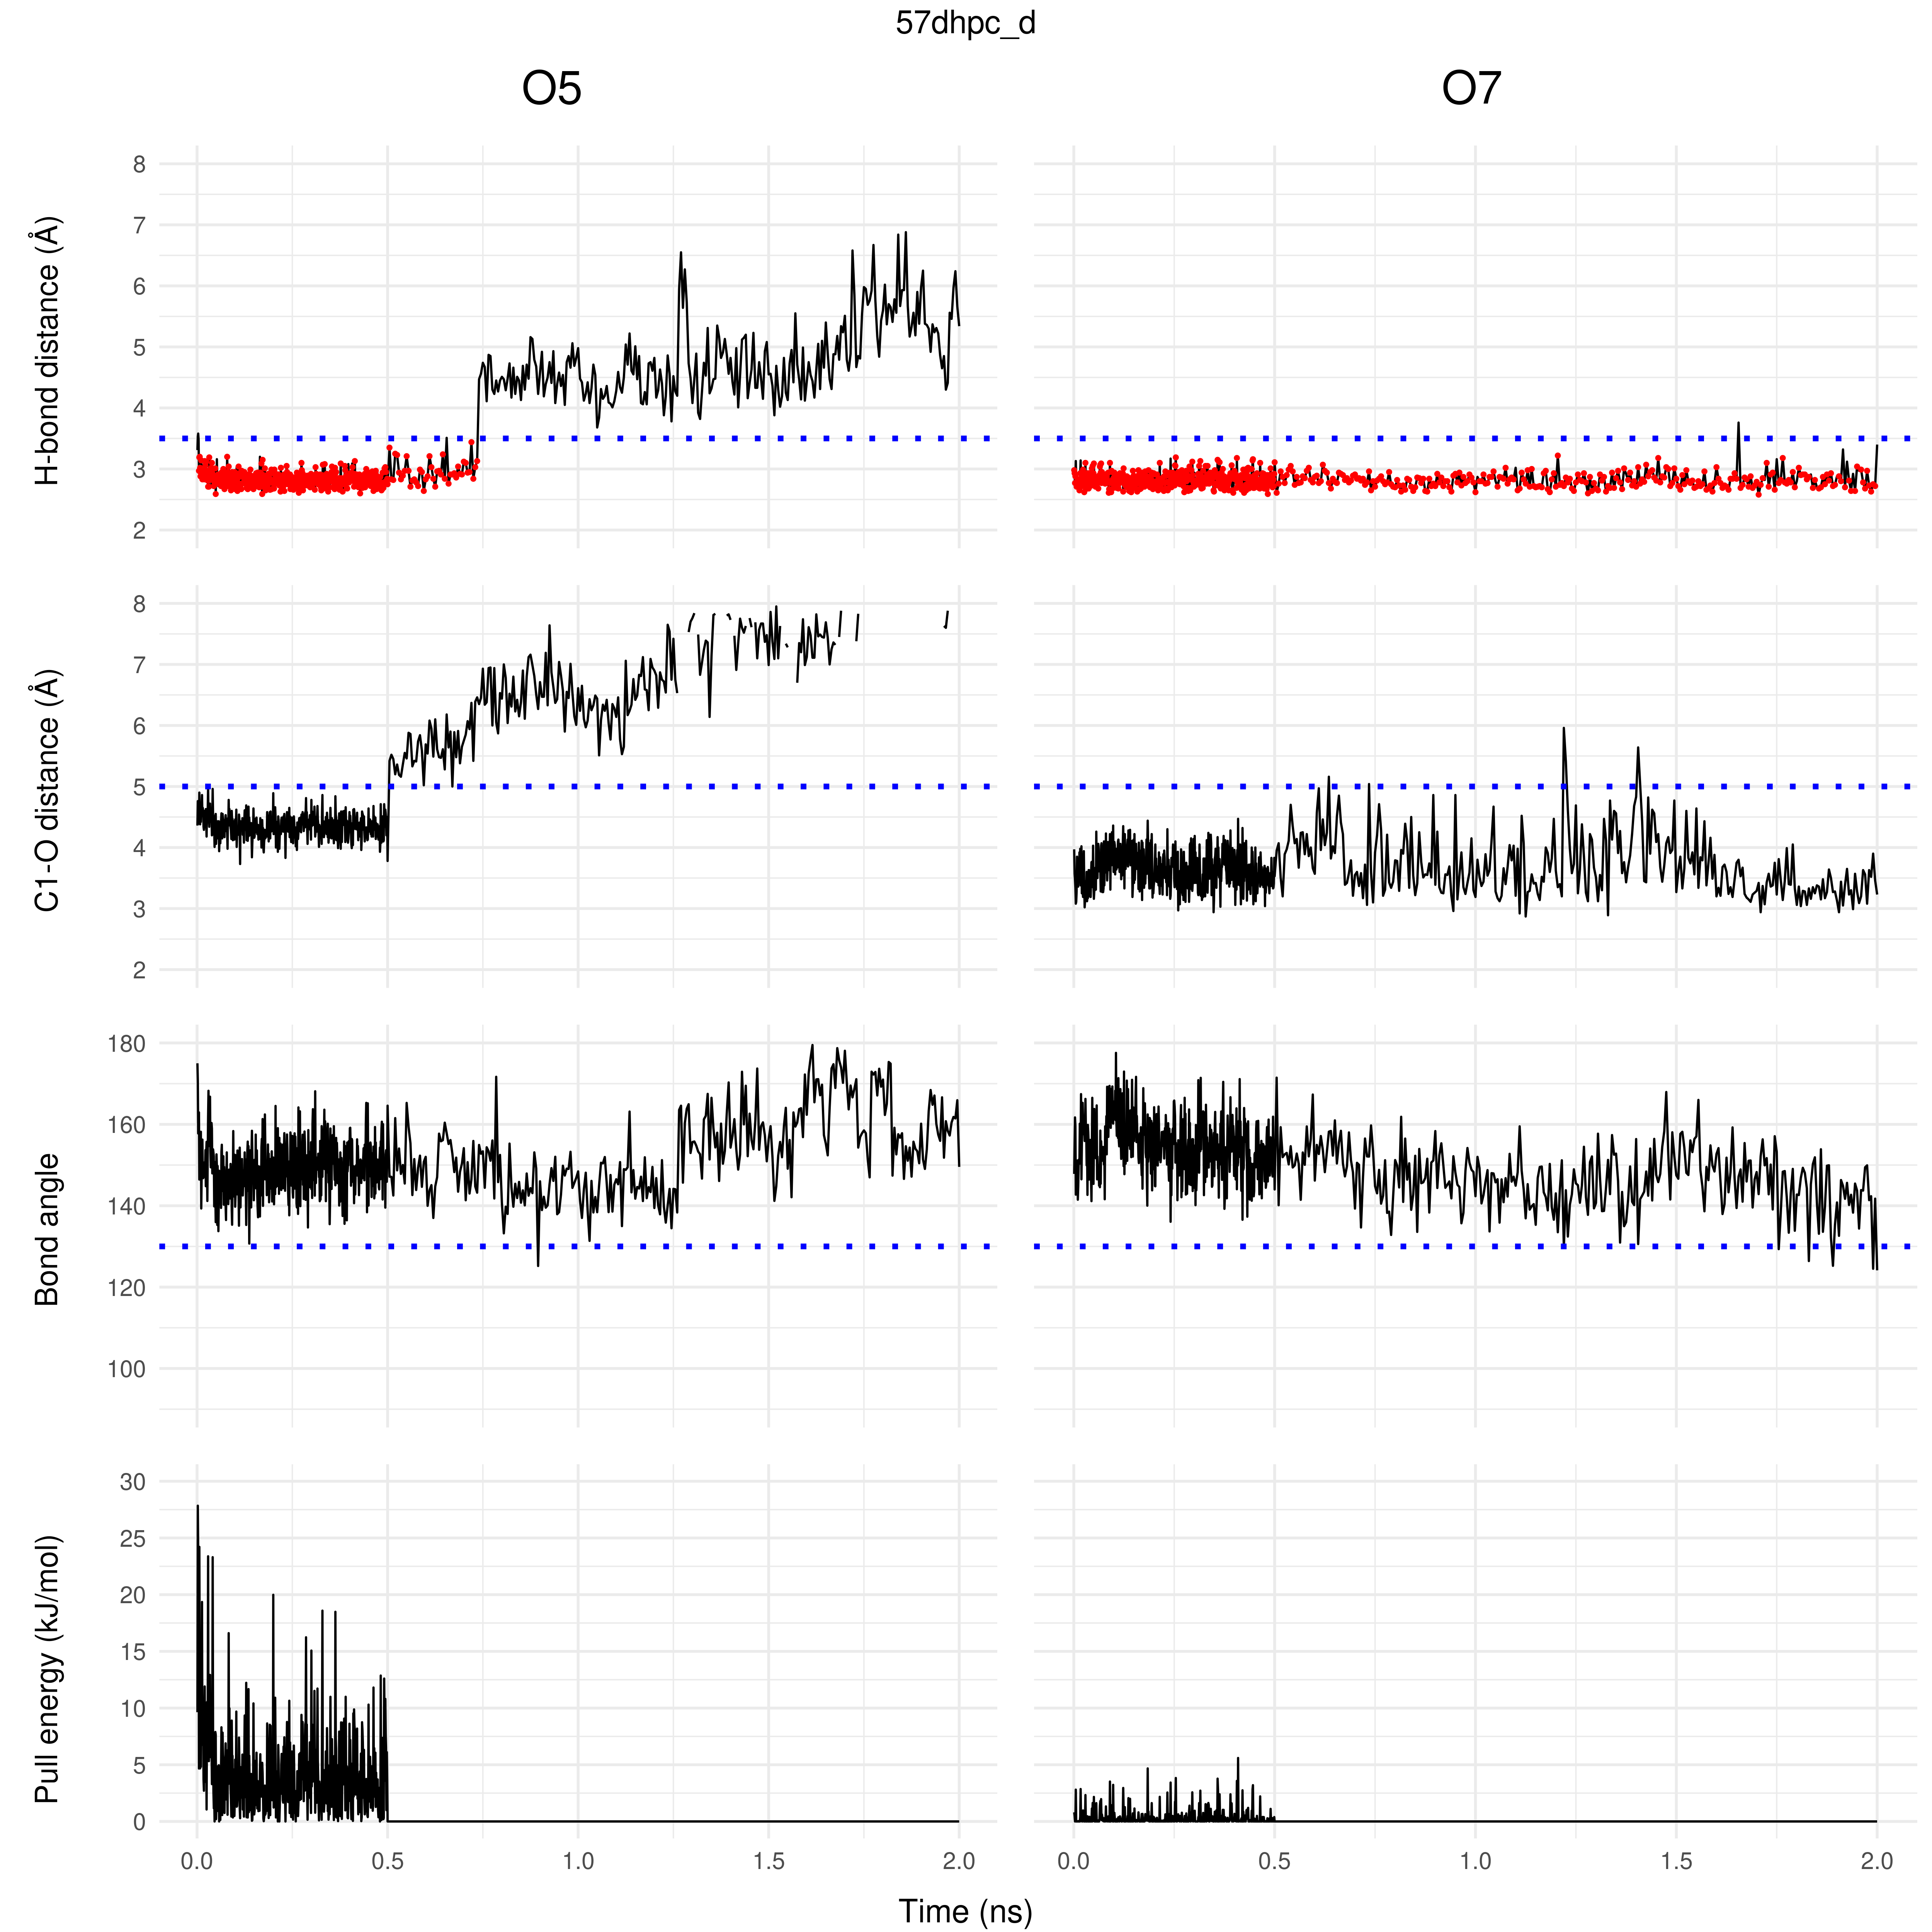 57dhpc_d
O5
O7
H-bond distance (Å)
8
7
6
5
4
3
2
C1-O distance (Å)
8
7
6
5
4
3
2
Bond angle
180
160
140
120
100
Pull energy (kJ/mol)
30
25
20
15
10
5
0
0.0 0.5 1.0 1.5 2.0 0.0 0.5 1.0 1.5 2.0
Time (ns)